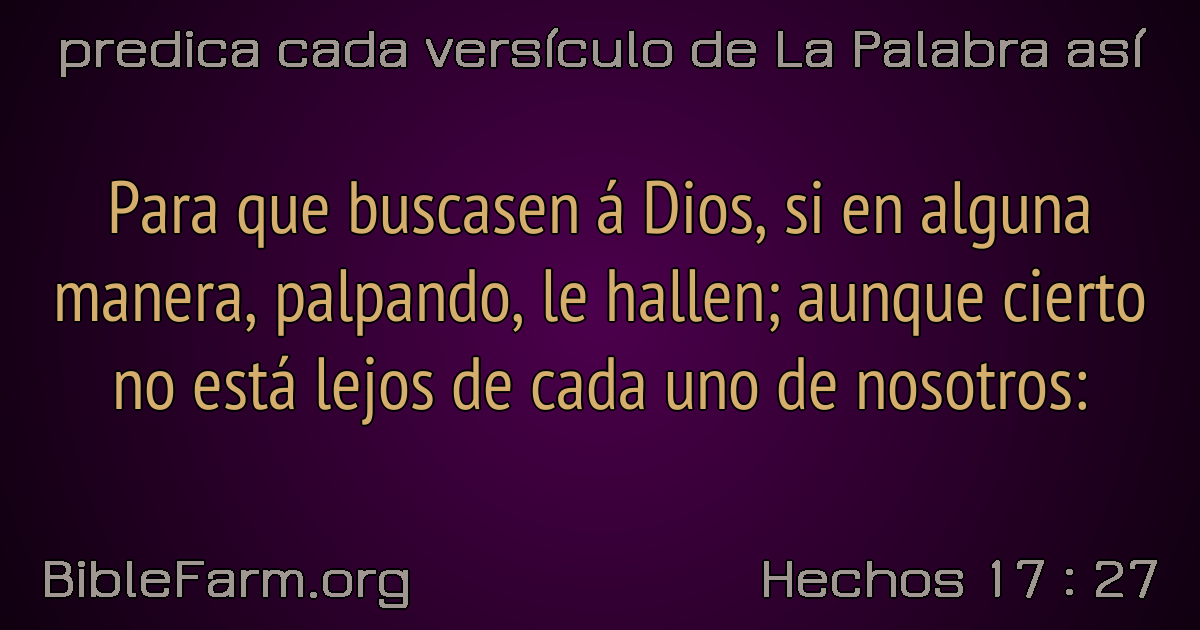 predica cada versículo de La Palabra así
Para que buscasen á Dios, si en alguna
manera, palpando, le hallen; aunque cierto
no está lejos de cada uno de nosotros:
BibleFarm.org
Hechos 17 : 27